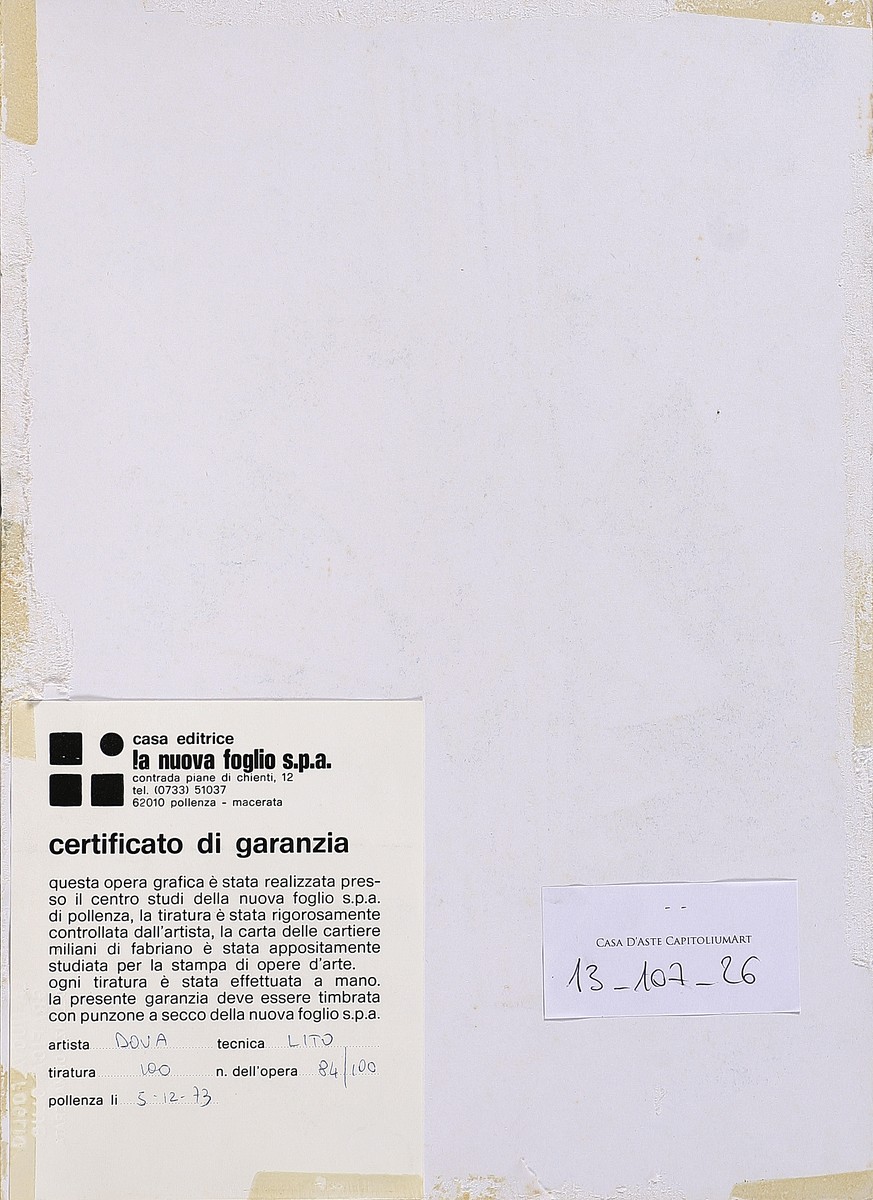 casa editrice
la nuova foglio s.p.a.
contrada piane di chienti, 12
tel. (0733) 51037
62010 pollenza - macerata
certificato di garanzia
questa opera grafica è stata realizzata pres-
so il centro studi della nuova foglio s.p.a.
di pollenza, la tiratura è stata rigorosamente
controllata dall'artista, la carta delle cartiere
miliani di fabriano è stata appositamente
studiata per la stampa di opere d'arte.
ogni tiratura è stata effettuata a mano.
la presente garanzia deve essere timbrata
con punzone a secco della nuova foglio s.p.a.
artista DOVA tecnica LITO
tiratura 100 n. dell'opera 84/100
pollenza li 5-12-73
- -
CASA D'ASTE CAPITOLIUMART
13_107_26